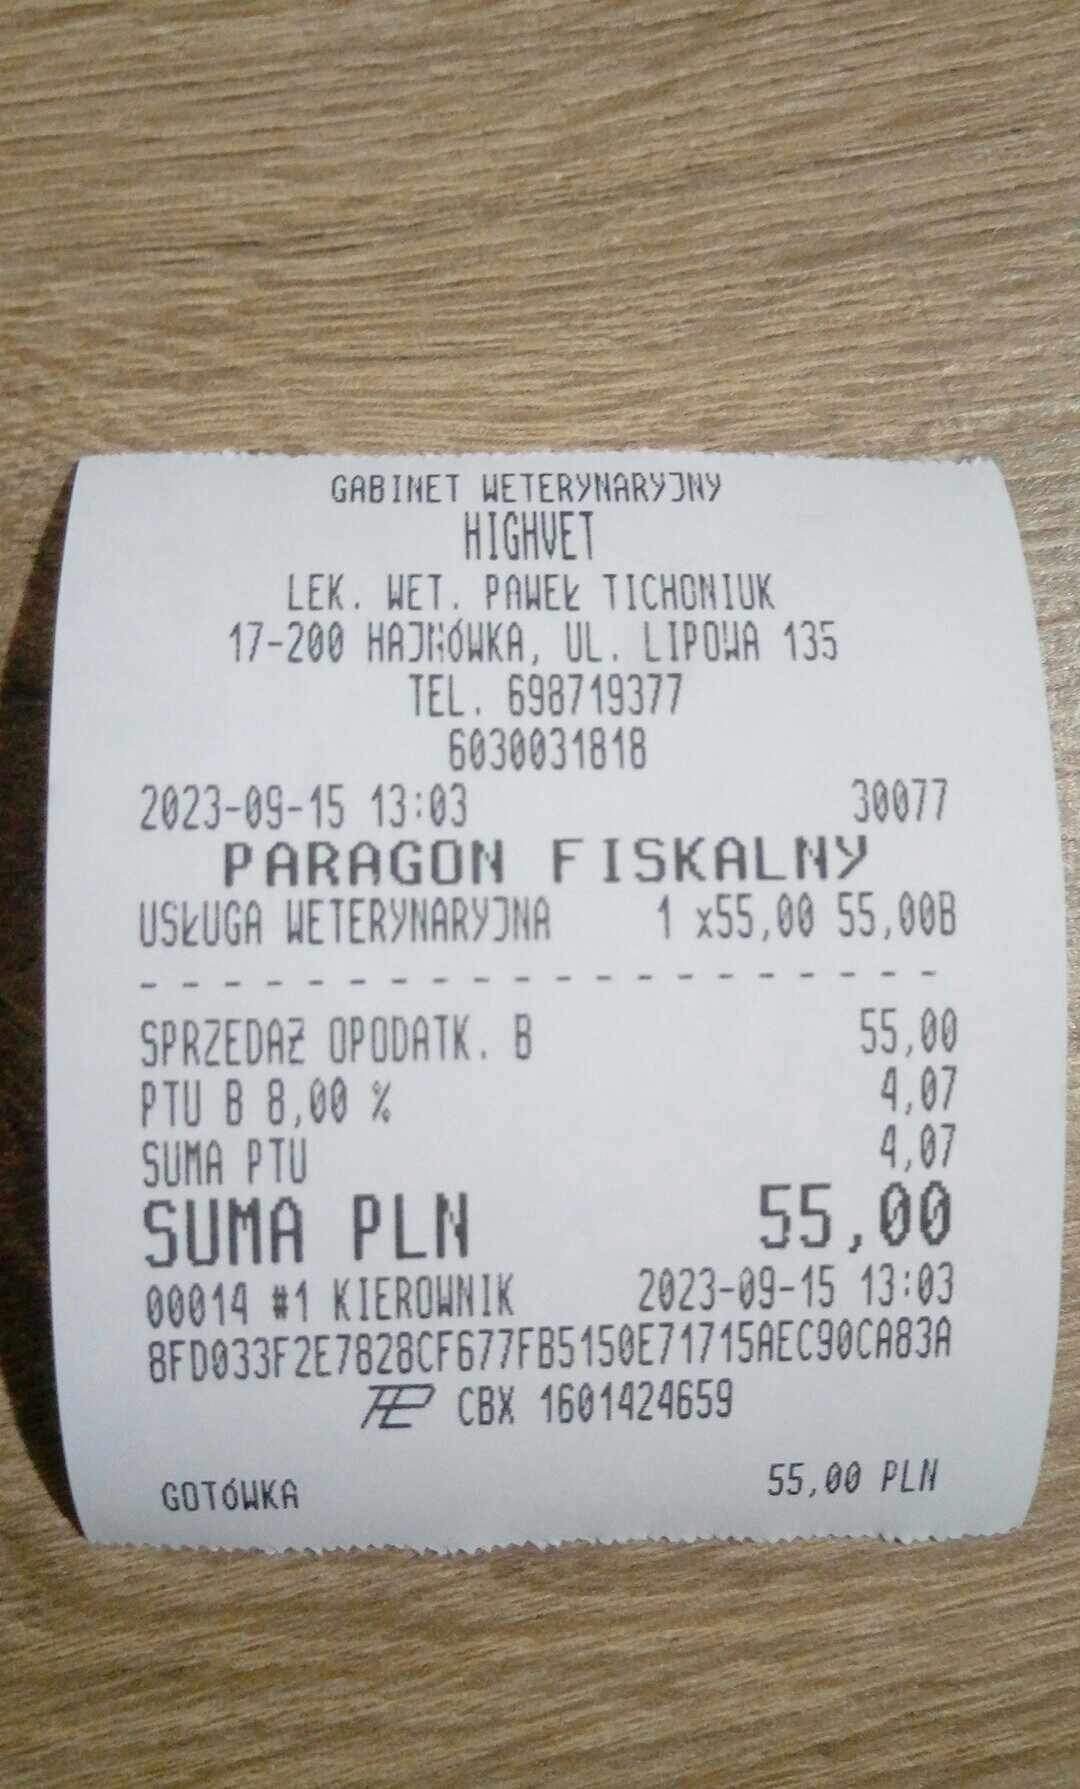 GABINET WETERYNARYJNY
HIGHVET
LEK. WET. PAWEŁ TICHONIUK
17-200 HAJNÓWKA, UL. LIPOWA 135
TEL. 698719377
6030031818
2023-09-15 13:03 30077
PARAGON FISKALNY
USŁUGA WETERYNARYJNA 1 x55,00 55,00B
- - - - - - - - - - - - - - - - - - - -
SPRZEDAŻ OPODATK. B 55,00
PTU B 8,00 % 4,07
SUMA PTU 4,07
SUMA PLN 55,00
00014 #1 KIEROWNIK 2023-09-15 13:03
8FD033F2E7828CF677FB5150E71715AEC90CA83A
PL CBX 1601424659
GOTÓWKA 55,00 PLN